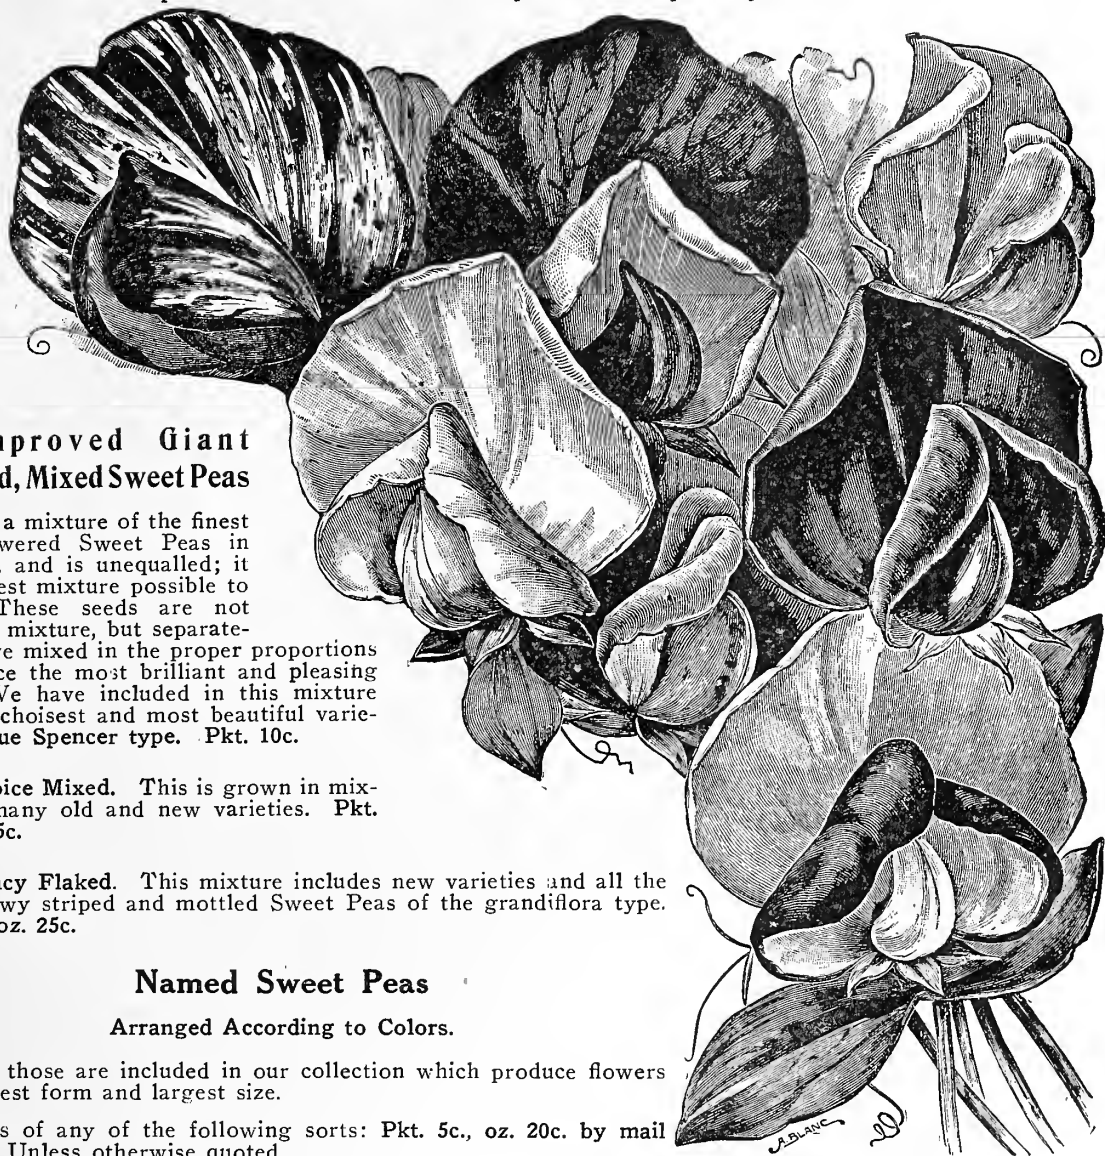 mproved Giant
d, Mixed Sweet Peas
a mixture of the finest
wered Sweet Peas in
, and is unequalled; it
est mixture possible to
These seeds are not
mixture, but separate-
e mixed in the proper proportions
ce the most brilliant and pleasing
We have included in this mixture
choisest and most beautiful varie-
ue Spencer type. Pkt. 10c.
oice Mixed. This is grown in mix-
many old and new varieties. Pkt.
5c.
ncy Flaked. This mixture includes new varieties and all the
wy striped and mottled Sweet Peas of the grandiflora type.
oz. 25c.
Named Sweet Peas
Arranged According to Colors.
those are included in our collection which produce flowers
est form and largest size.
s of any of the following sorts: Pkt. 5c., oz. 20c. by mail
Unless otherwise quoted
A. BLANC